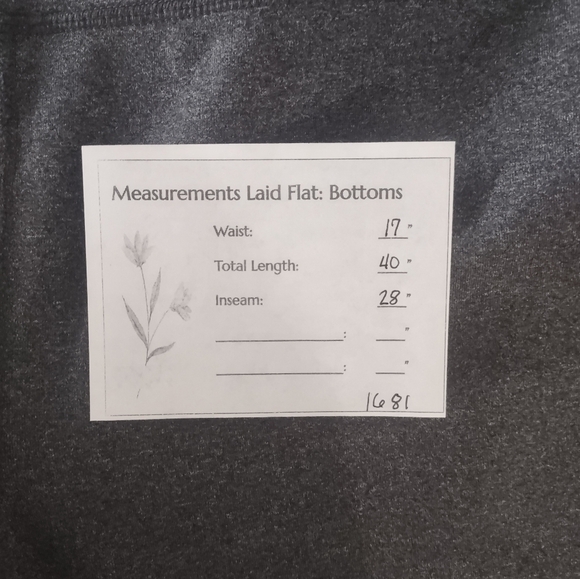 Measurements Laid Flat: Bottoms
Waist: 17"
Total Length: 40"
Inseam: 28"
: "
: "
1681